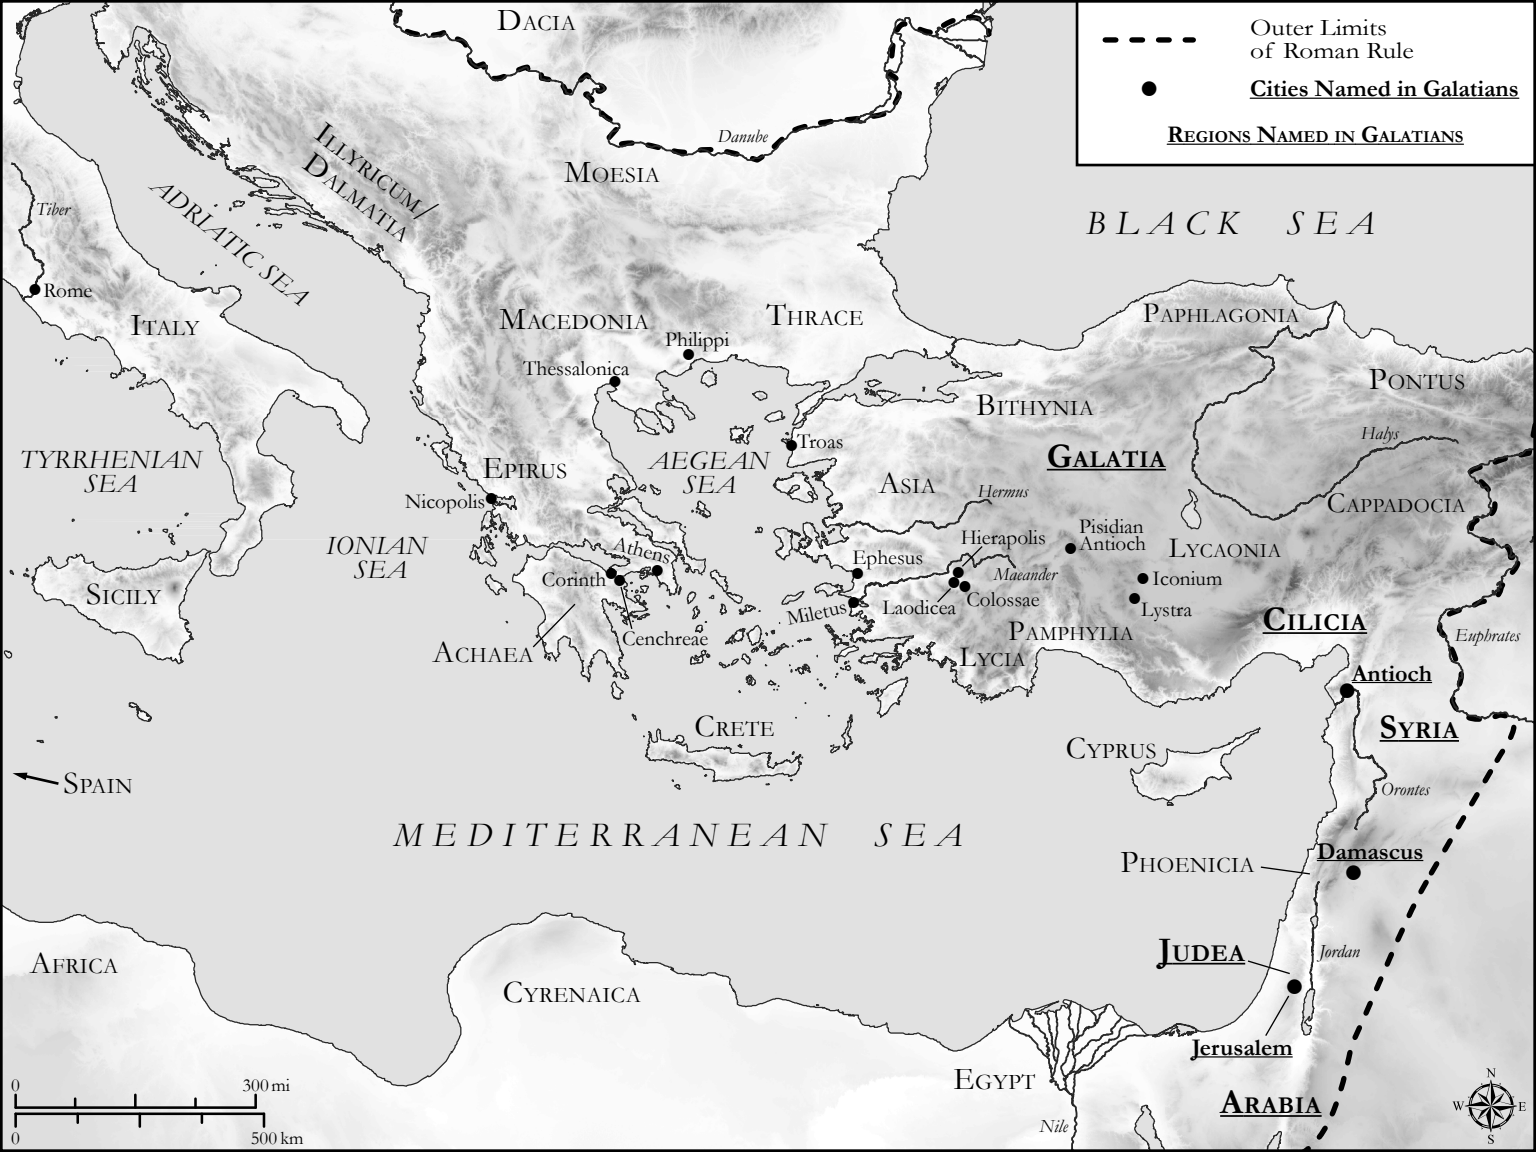 DACIA
Outer Limits
of Roman Rule
Cities Named in Galatians
REGIONS NAMED IN GALATIANS
Danube
ILLYRICUM/
DALMATIA
MOESIA
Tiber
ADRIATIC SEA
BLACK SEA
Rome
ITALY
MACEDONIA
THRACE
PAPHLAGONIA
Philippi
Thessalonica
PONTUS
BITHYNIA
Troas
Halys
TYRRHENIAN
SEA
EPIRUS
AEGEAN
SEA
GALATIA
ASIA
Hermus
Nicopolis
CAPPADOCIA
IONIAN
SEA
Athens
Ephesus
Hierapolis
Pisidian
Antioch
LYCAONIA
Corinth
Maeander
Iconium
SICILY
Laodicea
Colossae
Miletus
Lystra
Cenchreae
ACHAEA
PAMPHYLIA
CILICIA
Euphrates
LYCIA
Antioch
CRETE
SYRIA
CYPRUS
SPAIN
Orontes
MEDITERRANEAN SEA
Damascus
PHOENICIA
JUDEA
Jordan
AFRICA
CYRENAICA
Jerusalem
EGYPT
ARABIA
Nile
0 300 mi
0 500 km
N
W E
S